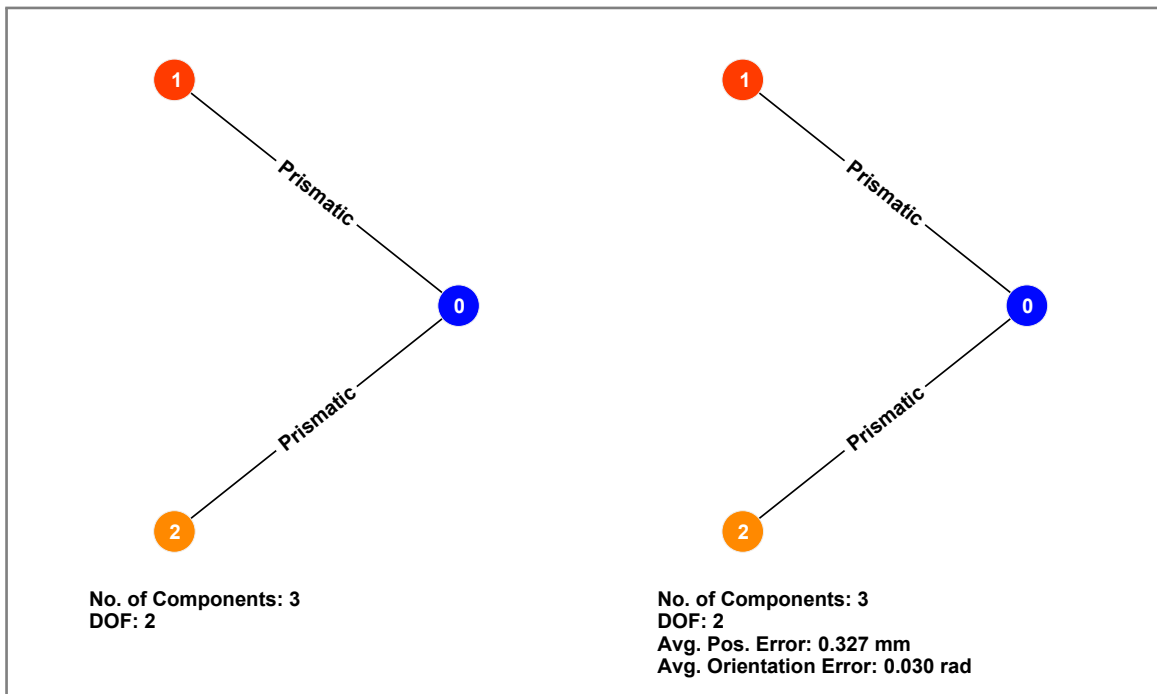 1
Prismatic
0
Prismatic
2
No. of Components: 3
DOF: 2
1
Prismatic
0
Prismatic
2
No. of Components: 3
DOF: 2
Avg. Pos. Error: 0.327 mm
Avg. Orientation Error: 0.030 rad